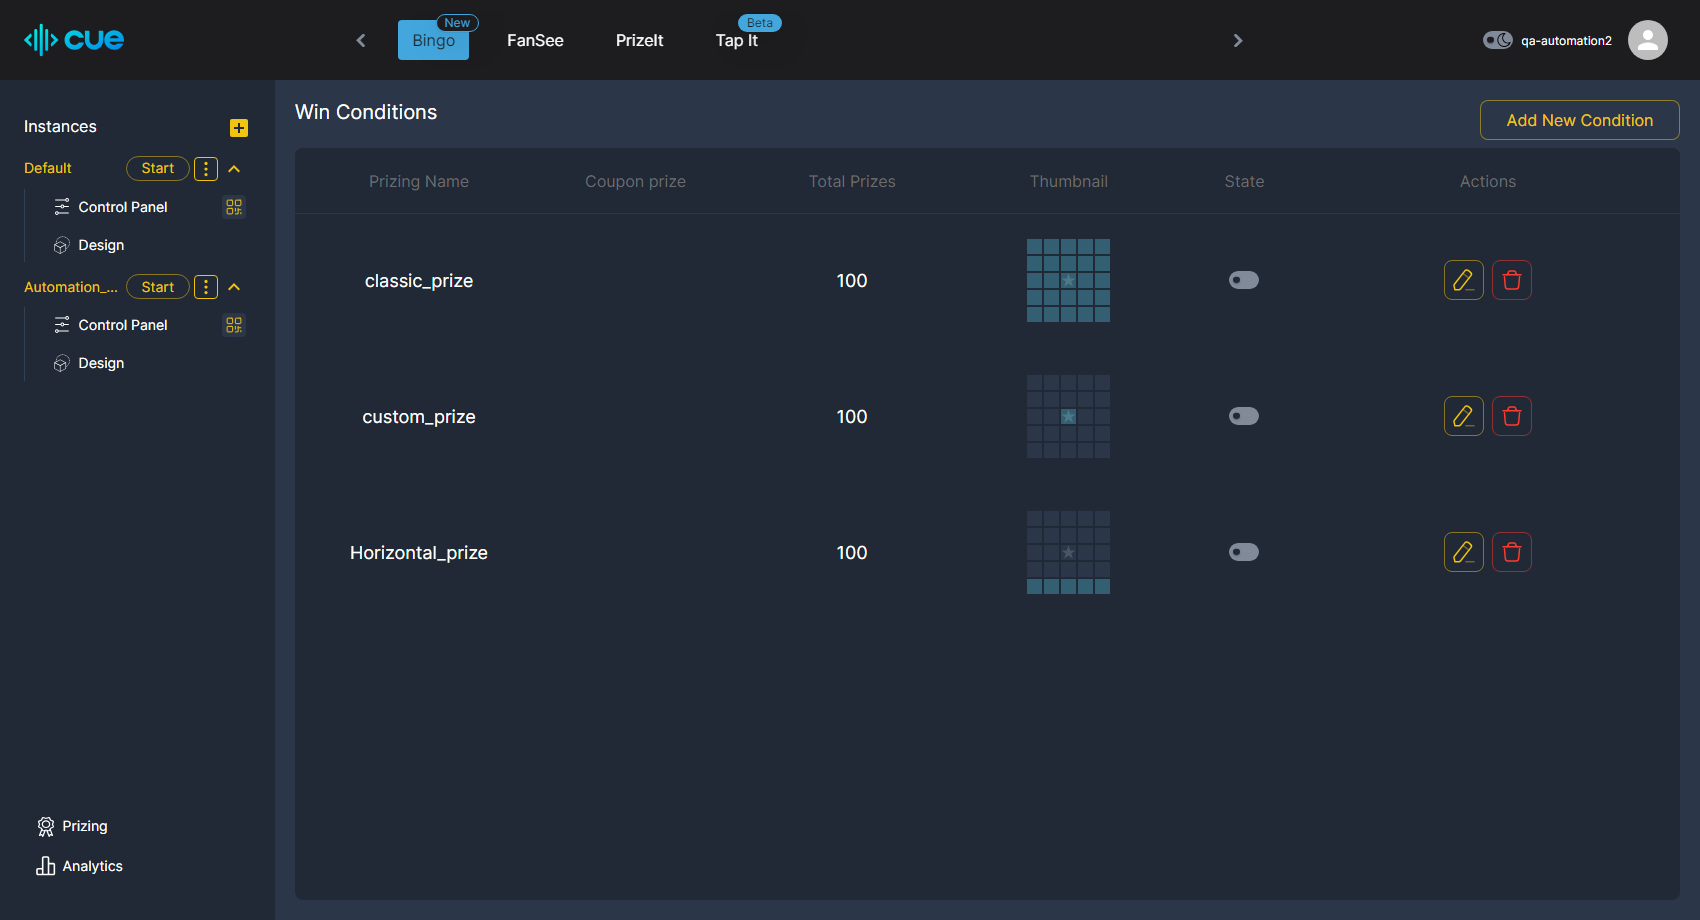 cue
Bingo
New
FanSee
PrizeIt
Tap It
Beta
qa-automation2
Instances
Default
Start
Control Panel
Design
Automation_...
Start
Control Panel
Design
Prizing
Analytics
Win Conditions
Add New Condition
Prizing Name Coupon prize Total Prizes Thumbnail State Actions
classic_prize 100
custom_prize 100
Horizontal_prize 100